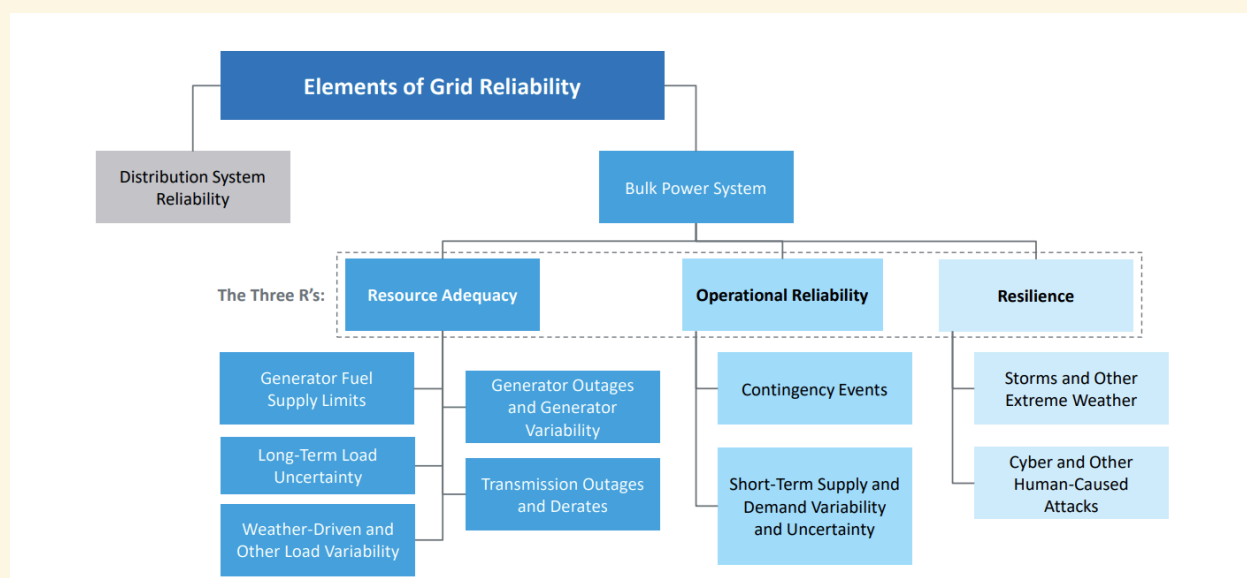 Elements of Grid Reliability
Distribution System
Reliability
Bulk Power System
The Three R's:
Resource Adequacy
Operational Reliability
Resilience
Generator Fuel
Supply Limits
Generator Outages
and Generator
Variability
Long-Term Load
Uncertainty
Transmission Outages
and Derates
Weather-Driven and
Other Load Variability
Contingency Events
Short-Term Supply and
Demand Variability
and Uncertainty
Storms and Other
Extreme Weather
Cyber and Other
Human-Caused
Attacks